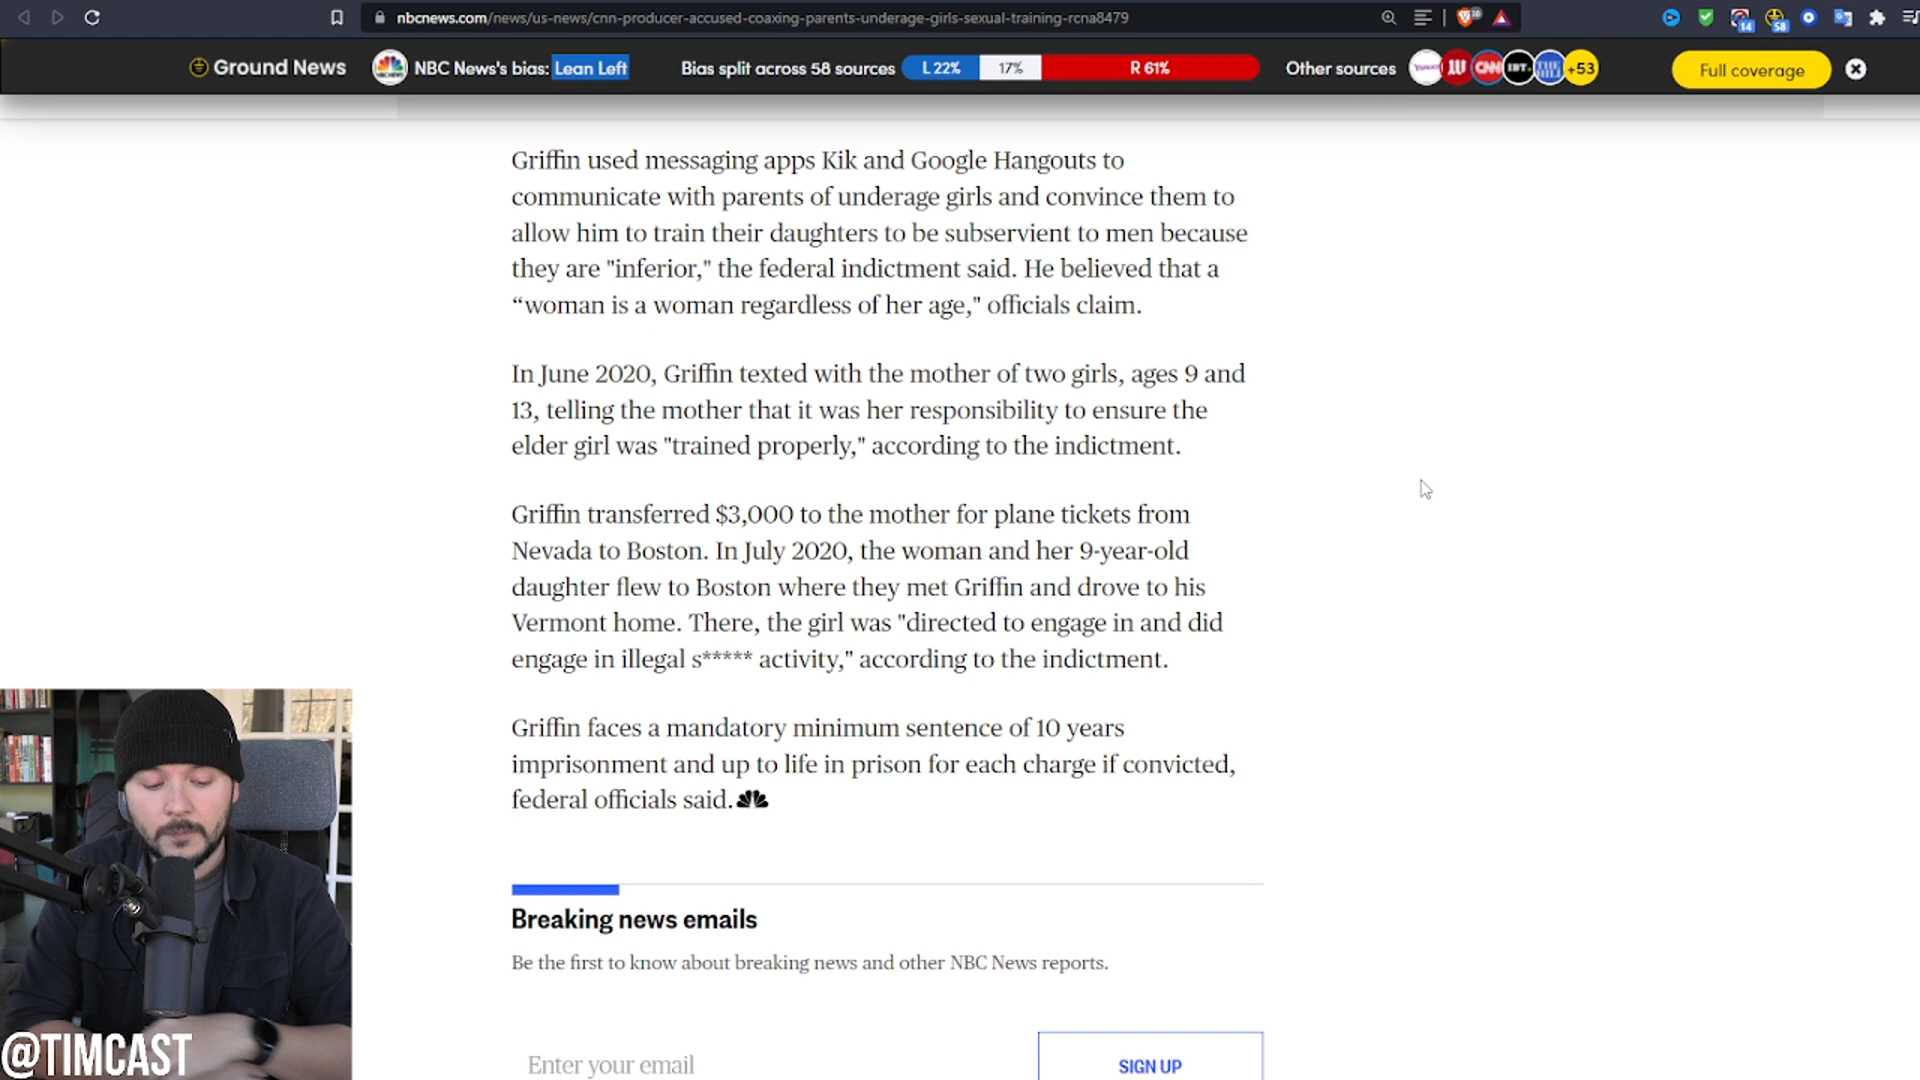 nbcnews.com/news/us-news/cnn-producer-accused-coaxing-parents-underage-girls-sexual-training-rcna8479
14
58
Ground News
NBC News's bias: Lean Left
Bias split across 58 sources
L 22%
17%
R 61%
Other sources
CNN
IBT
+53
Full coverage
Griffin used messaging apps Kik and Google Hangouts to
communicate with parents of underage girls and convince them to
allow him to train their daughters to be subservient to men because
they are "inferior," the federal indictment said. He believed that a
“woman is a woman regardless of her age," officials claim.
In June 2020, Griffin texted with the mother of two girls, ages 9 and
13, telling the mother that it was her responsibility to ensure the
elder girl was "trained properly," according to the indictment.
Griffin transferred $3,000 to the mother for plane tickets from
Nevada to Boston. In July 2020, the woman and her 9-year-old
daughter flew to Boston where they met Griffin and drove to his
Vermont home. There, the girl was "directed to engage in and did
engage in illegal s***** activity," according to the indictment.
Griffin faces a mandatory minimum sentence of 10 years
imprisonment and up to life in prison for each charge if convicted,
federal officials said.
Breaking news emails
Be the first to know about breaking news and other NBC News reports.
Enter your email
SIGN UP
@TIMCAST